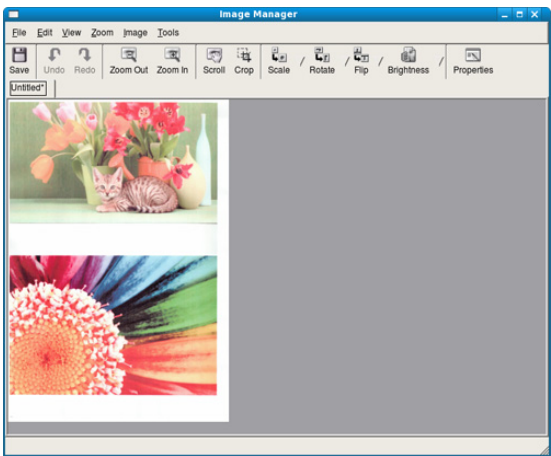 Image Manager
File Edit View Zoom Image Tools
Save Undo Redo Zoom Out Zoom In Scroll Crop Scale / Rotate / Flip / Brightness / Properties
Untitled*